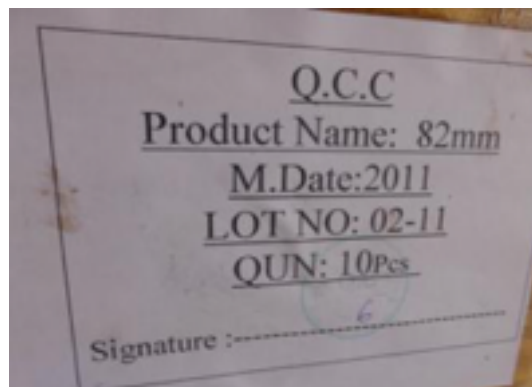 Q.C.C
Product Name: 82mm
M.Date:2011
LOT NO: 02-11
QUN: 10Pcs
6
Signature :-----------------------------------